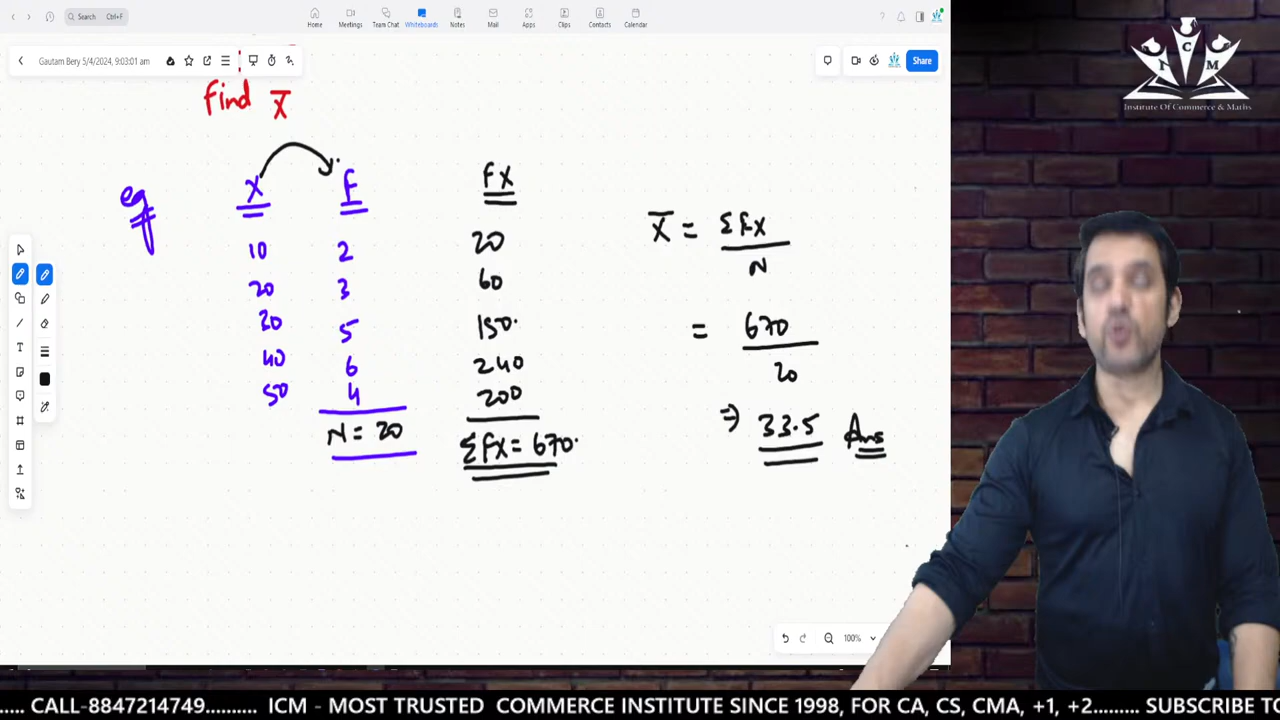 Search Ctrl+F
Home Meetings Team Chat Whiteboards Notes Mail Apps Clips Contacts Calendar
Gautam Bery 5/4/2024, 9:03:01 am
Share
I C M
Institute Of Commerce & Maths
Find X̅
eg
X F FX
10 2 20
20 3 60
30 5 150
40 6 240
50 4 200
N = 20 ΣFX = 670
X̅ = ΣFX / N
= 670 / 20
⇒ 33.5 Ans
100%
..... CALL-8847214749.......... ICM - MOST TRUSTED COMMERCE INSTITUTE SINCE 1998, FOR CA, CS, CMA, +1, +2......... SUBSCRIBE TO